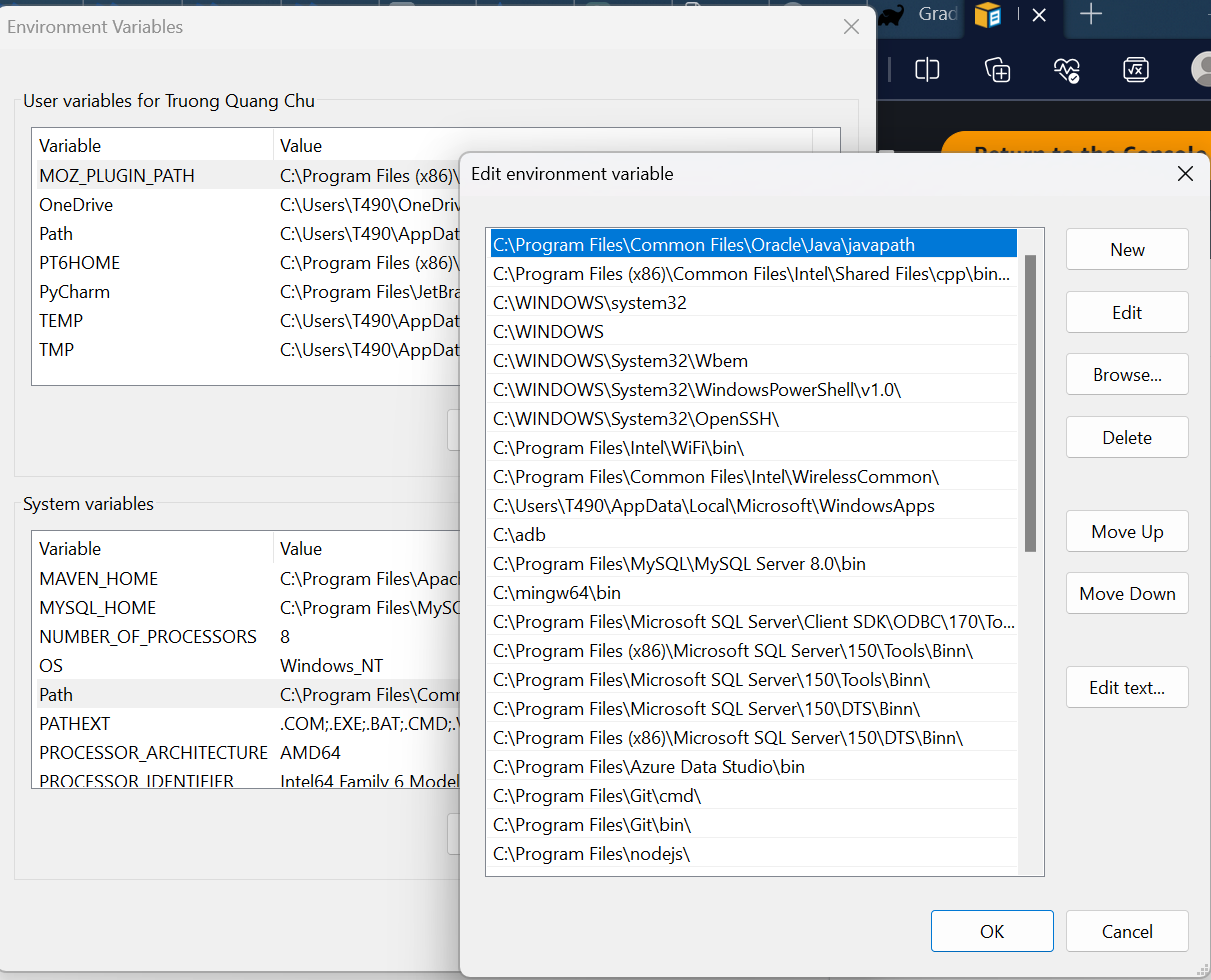 Environment Variables
User variables for Truong Quang Chu
Variable Value
MOZ_PLUGIN_PATH C:\Program Files (x86)\
OneDrive C:\Users\T490\OneDriv
Path C:\Users\T490\AppDat
PT6HOME C:\Program Files (x86)\
PyCharm C:\Program Files\JetBra
TEMP C:\Users\T490\AppDat
TMP C:\Users\T490\AppDat
System variables
Variable Value
MAVEN_HOME C:\Program Files\Apac
MYSQL_HOME C:\Program Files\MySQ
NUMBER_OF_PROCESSORS 8
OS Windows_NT
Path C:\Program Files\Comm
PATHEXT .COM;.EXE;.BAT;.CMD;.
PROCESSOR_ARCHITECTURE AMD64
PROCESSOR_IDENTIFIER Intel64 Family 6 Model
Grad
Return to the Console
Edit environment variable
C:\Program Files\Common Files\Oracle\Java\javapath
C:\Program Files (x86)\Common Files\Intel\Shared Files\cpp\bin...
C:\WINDOWS\system32
C:\WINDOWS
C:\WINDOWS\System32\Wbem
C:\WINDOWS\System32\WindowsPowerShell\v1.0\
C:\WINDOWS\System32\OpenSSH\
C:\Program Files\Intel\WiFi\bin\
C:\Program Files\Common Files\Intel\WirelessCommon\
C:\Users\T490\AppData\Local\Microsoft\WindowsApps
C:\adb
C:\Program Files\MySQL\MySQL Server 8.0\bin
C:\mingw64\bin
C:\Program Files\Microsoft SQL Server\Client SDK\ODBC\170\To...
C:\Program Files (x86)\Microsoft SQL Server\150\Tools\Binn\
C:\Program Files\Microsoft SQL Server\150\Tools\Binn\
C:\Program Files\Microsoft SQL Server\150\DTS\Binn\
C:\Program Files (x86)\Microsoft SQL Server\150\DTS\Binn\
C:\Program Files\Azure Data Studio\bin
C:\Program Files\Git\cmd\
C:\Program Files\Git\bin\
C:\Program Files\nodejs\
New
Edit
Browse...
Delete
Move Up
Move Down
Edit text...
OK
Cancel